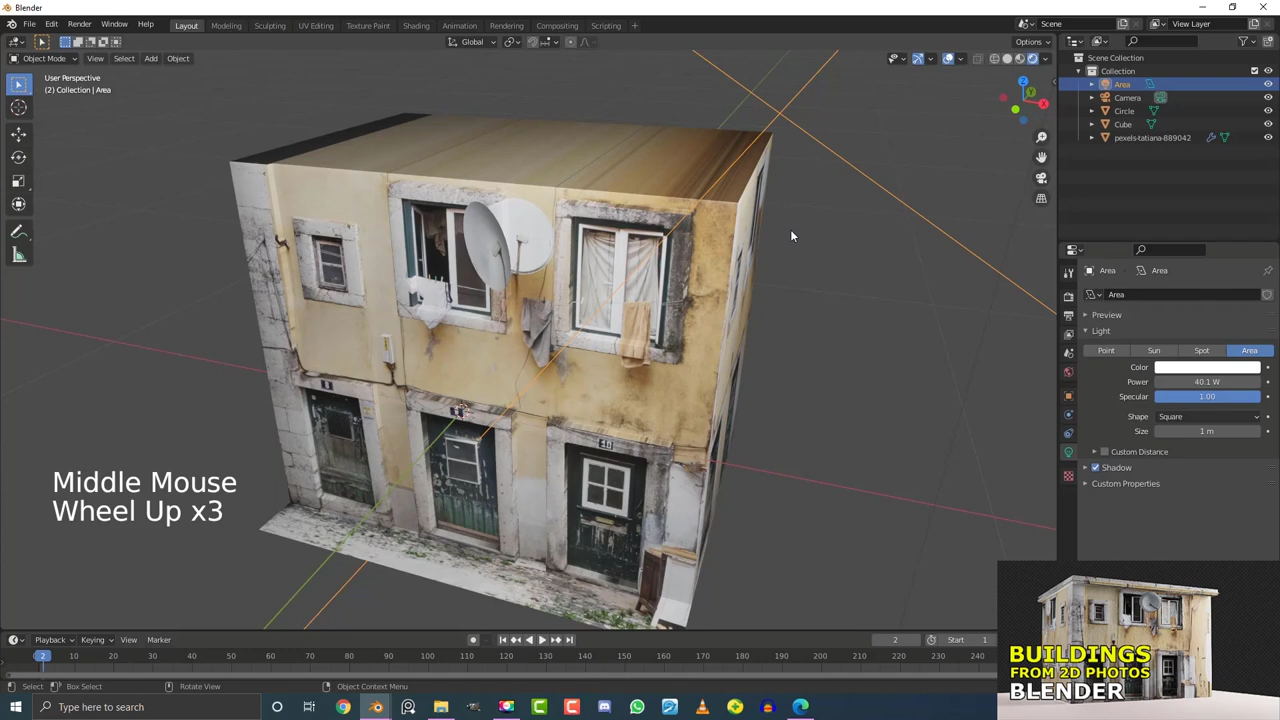 Blender
File
Edit
Render
Window
Help
Layout
Modeling
Sculpting
UV Editing
Texture Paint
Shading
Animation
Rendering
Compositing
Scripting
+
Scene
View Layer
Global
Options
Object Mode
View
Select
Add
Object
User Perspective
(2) Collection | Area
Z
Y
X
Scene Collection
Collection
Area
Camera
Circle
Cube
pexels-tatiana-889042
Area
Area
Area
Preview
Light
Point
Sun
Spot
Area
Color
Power
40.1 W
Specular
1.00
Shape
Square
Size
1 m
Custom Distance
Shadow
Custom Properties
10
Middle Mouse
Wheel Up x3
BUILDINGS
FROM 2D PHOTOS
BLENDER
Playback
Keying
View
Marker
2
Start
1
2
10
20
30
40
50
60
70
80
90
100
110
120
130
140
150
160
170
180
190
200
210
220
230
240
Select
Box Select
Rotate View
Object Context Menu
Type here to search